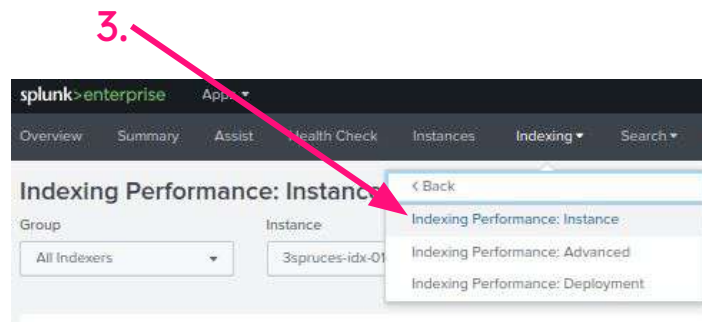 3.
splunk>enterprise Apps
Overview Summary Assist Health Check Instances Indexing Search
Indexing Performance: Instance
< Back
Group Instance
Indexing Performance: Instance
All Indexers 3spruces-idx-01
Indexing Performance: Advanced
Indexing Performance: Deployment